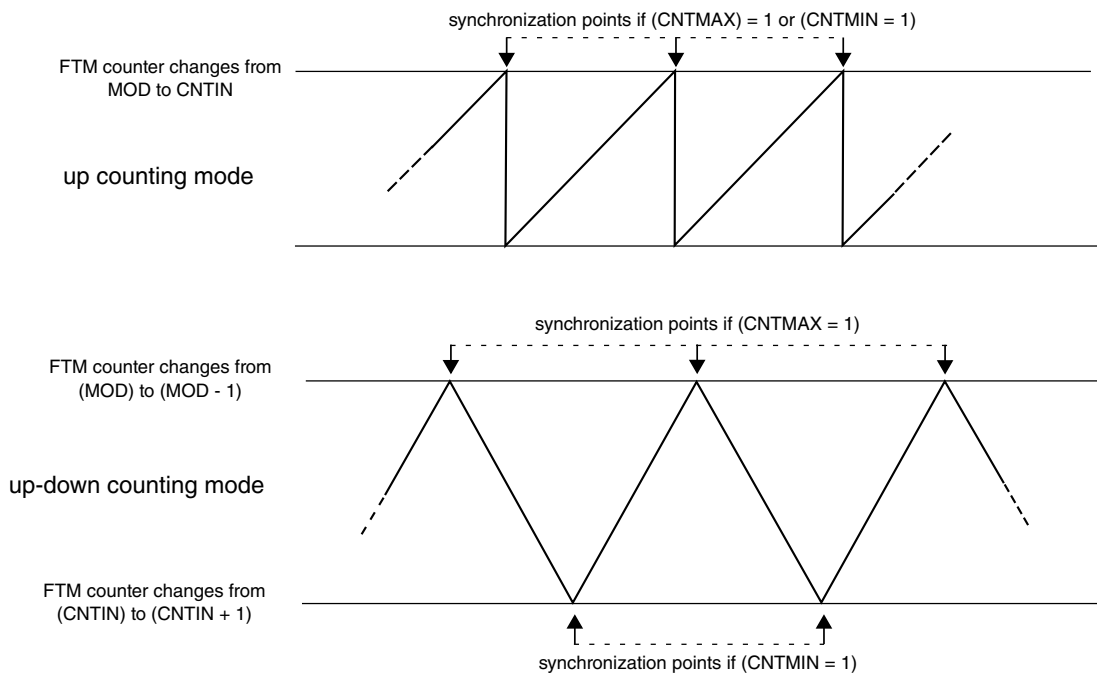 synchronization points if (CNTMAX) = 1 or (CNTMIN = 1)
FTM counter changes from
MOD to CNTIN
up counting mode
synchronization points if (CNTMAX = 1)
FTM counter changes from
(MOD) to (MOD - 1)
up-down counting mode
FTM counter changes from
(CNTIN) to (CNTIN + 1)
synchronization points if (CNTMIN = 1)